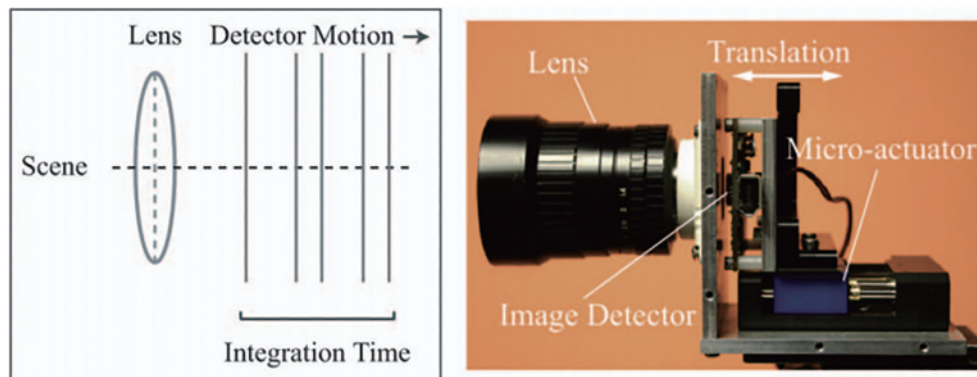 Lens
Detector Motion
Scene
Integration Time
Lens
Translation
Micro-actuator
Image Detector